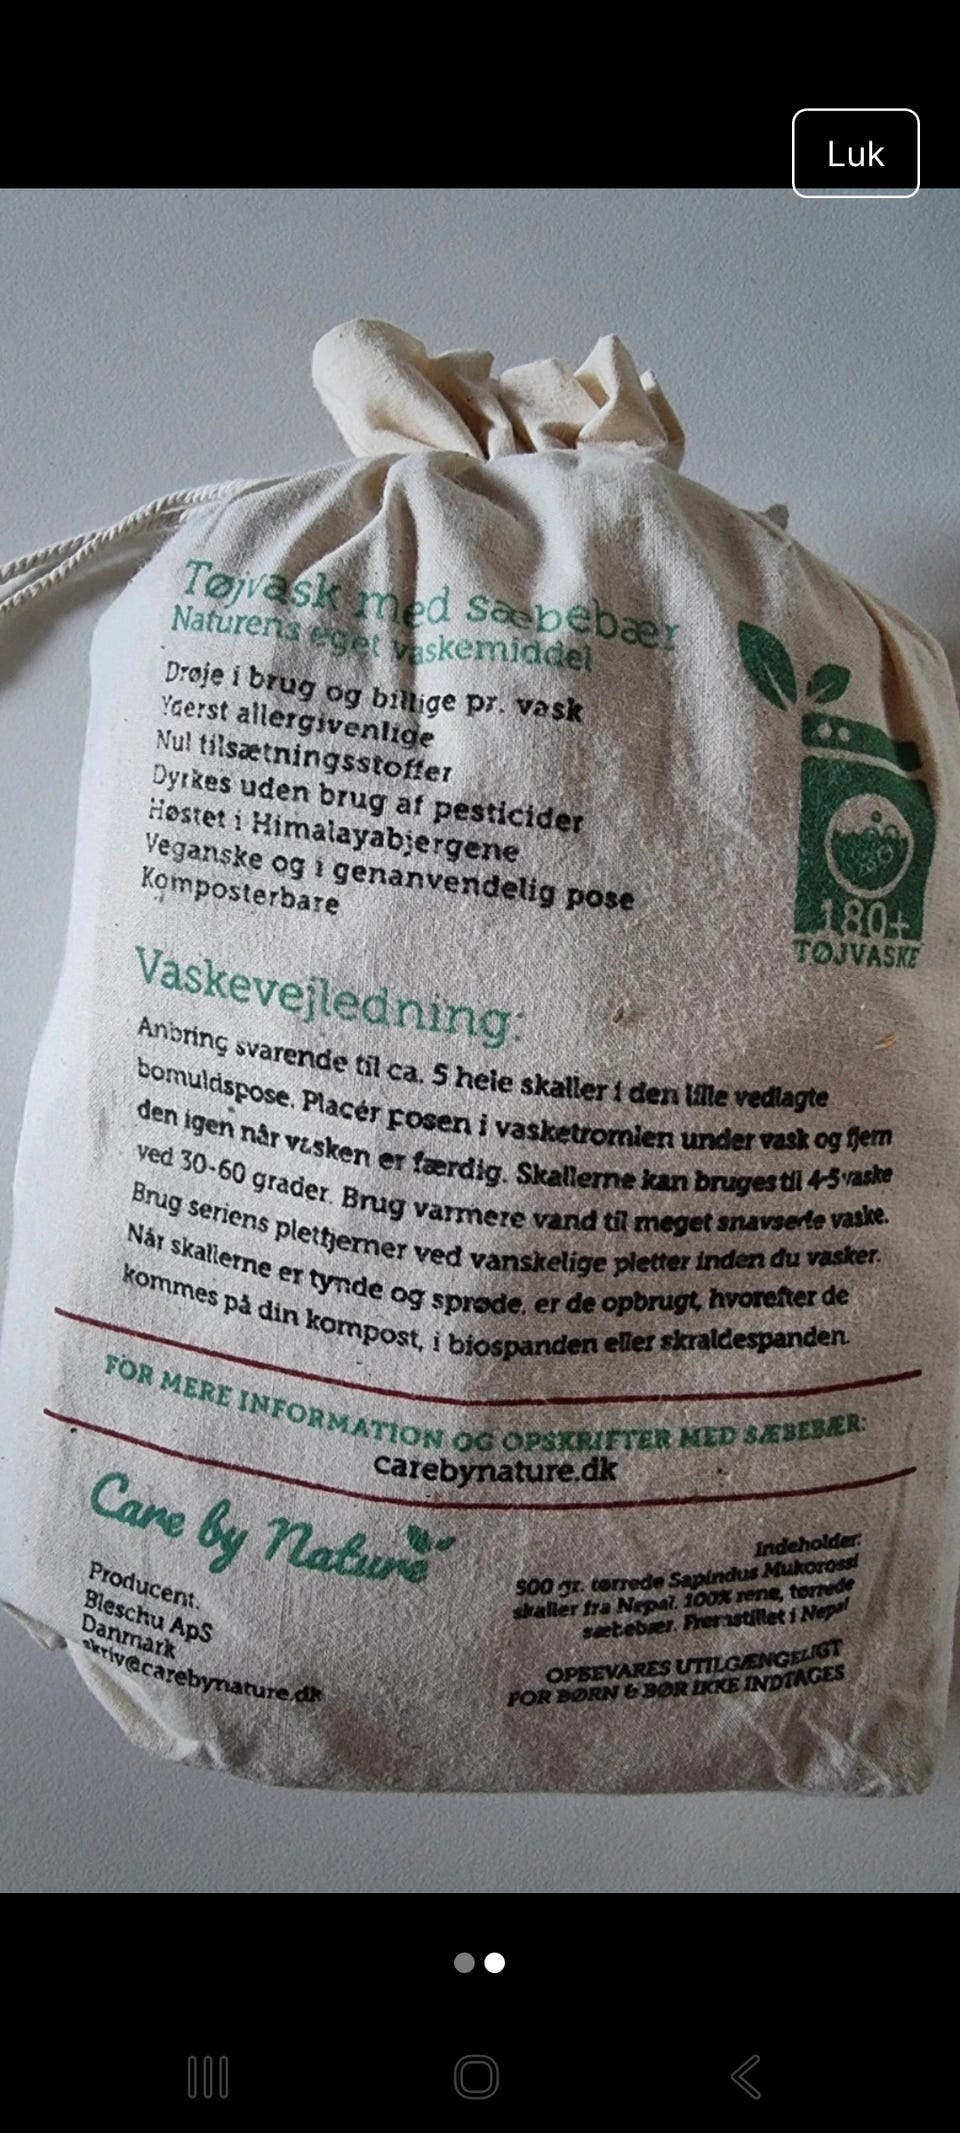 Luk
Tøjvask med sæbebær
Naturens eget vaskemiddel
Drøje i brug og billige pr. vask
Yderst allergivenlige
Nul tilsætningsstoffer
Dyrkes uden brug af pesticider
Høstet i Himalayabjergene
Veganske og i genanvendelig pose
Komposterbare
180+
TØJVASKE
Vaskevejledning:
Anbring svarende til ca. 5 hele skaller i den lille vedlagte
bomuldspose. Placér posen i vasketromlen under vask og fjern
den igen når vasken er færdig. Skallerne kan bruges til 4-5 vaske
ved 30-60 grader. Brug varmere vand til meget snavsede vaske.
Brug seriens pletfjerner ved vanskelige pletter inden du vasker.
Når skallerne er tynde og sprøde, er de opbrugt, hvorefter de
kommes på din kompost, i biospanden eller skraldespanden.
FOR MERE INFORMATION OG OPSKRIFTER MED SÆBEBÆR:
carebynature.dk
Care by Nature
Producent:
Bleschu ApS
Danmark
skriv@carebynature.dk
Indeholder:
500 gr. tørrede Sapindus Mukorossi
skaller fra Nepal. 100% rene, tørrede
sæbebær. Fremstillet i Nepal
OPBEVARES UTILGÆNGELIGT
FOR BØRN & BØR IKKE INDTAGES